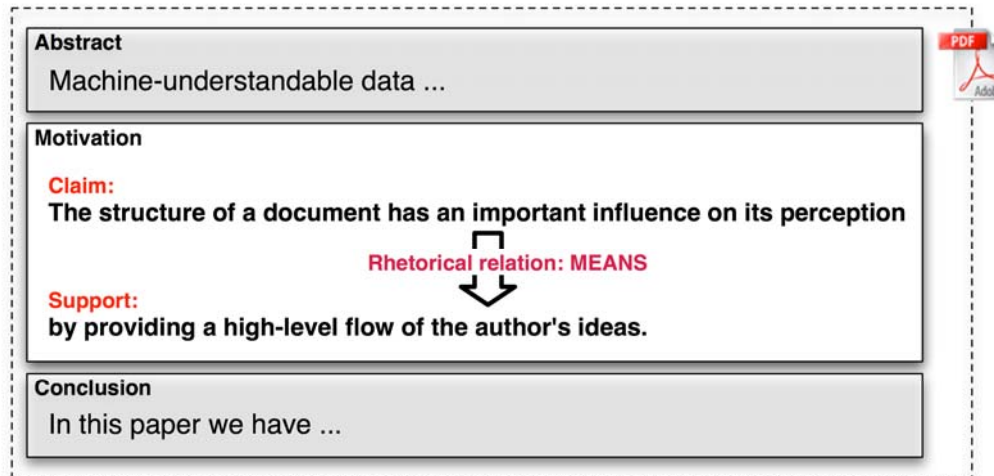 Abstract
Machine-understandable data ...
PDF
Motivation
Claim:
The structure of a document has an important influence on its perception
Rhetorical relation: MEANS
Support:
by providing a high-level flow of the author's ideas.
Conclusion
In this paper we have ...